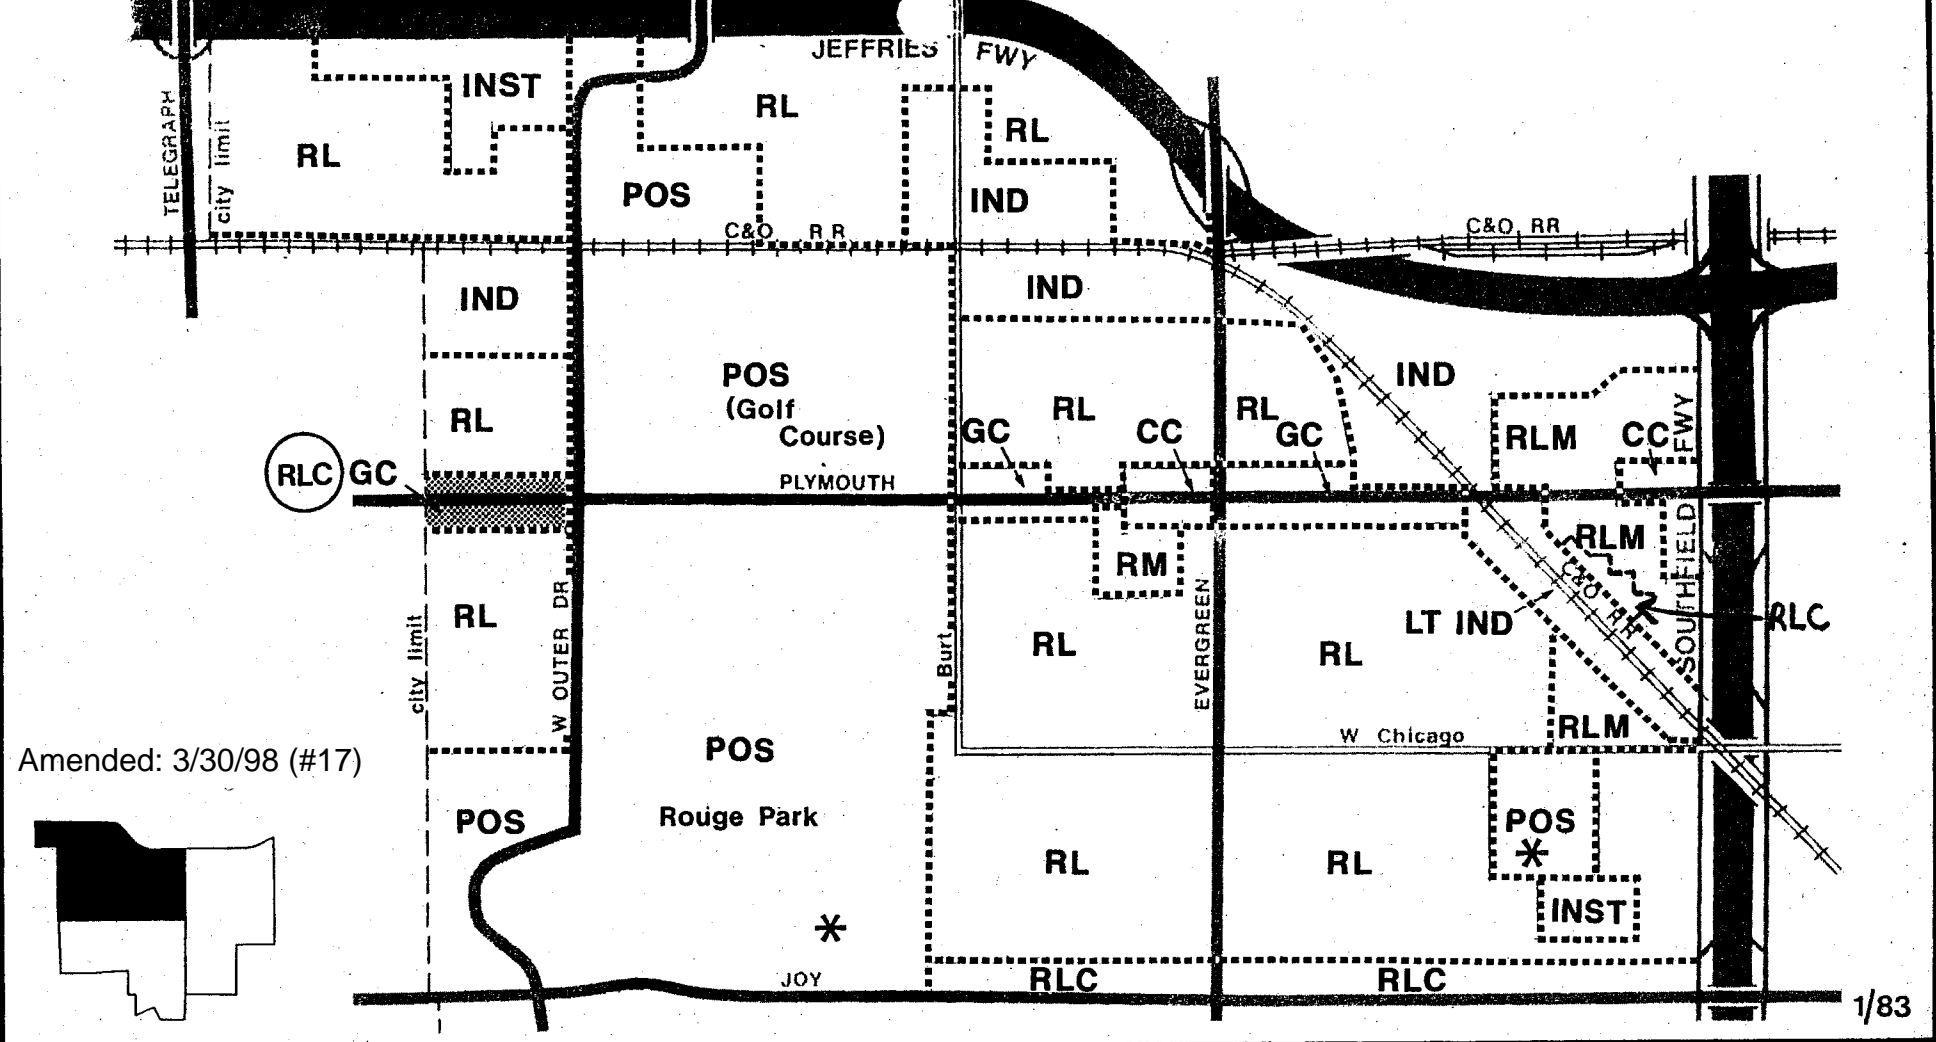 JEFFRIES FWY
TELEGRAPH
city limit
INST
RL
RL
RL
RL
POS
IND
C&O RR
C&O RR
IND
IND
IND
RL
POS
(Golf
Course)
RL
RL
GC
CC
GC
RLM
CC
FWY
RLC
GC
PLYMOUTH
RLM
SOUTHFIELD
C&O RR
RM
RL
city limit
W OUTER DR
Burt
EVERGREEN
RL
RL
LT IND
RLC
RLM
W Chicago
POS
Amended: 3/30/98 (#17)
POS
Rouge Park
POS
RL
RL
INST
JOY
RLC
RLC
1/83